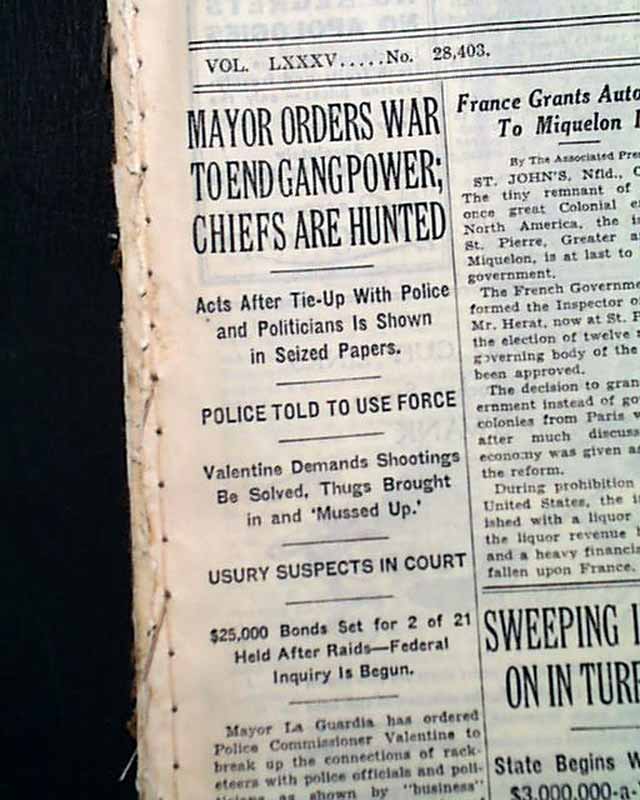 VOL. LXXXV.....No. 28,403.
MAYOR ORDERS WAR
TO END GANG POWER;
CHIEFS ARE HUNTED
Acts After Tie-Up With Police
and Politicians Is Shown
in Seized Papers.
POLICE TOLD TO USE FORCE
Valentine Demands Shootings
Be Solved, Thugs Brought
in and 'Mussed Up.'
USURY SUSPECTS IN COURT
$25,000 Bonds Set for 2 of 21
Held After Raids—Federal
Inquiry Is Begun.
Mayor La Guardia has ordered
Police Commissioner Valentine to
break up the connections of rack-
eteers with police officials and poli-
ticians as shown by "business"
France Grants Auto
To Miquelon
By The Associated Pres
ST. JOHN'S, Nfld., O
The tiny remnant of
once great Colonial e
North America, the i
St. Pierre, Greater a
Miquelon, is at last to
government.
The French Governme
formed the Inspector o
Mr. Herat, now at St. P
the election of twelve
governing body of the
been approved.
The decision to gran
ernment instead of go
colonies from Paris w
after much discus
economy was given as
the reform.
During prohibition
United States, the i
ished with a liquor
the liquor revenue
and a heavy financi
fallen upon France.
SWEEPING
ON IN TURF
State Begins W
$3,000,000-a-